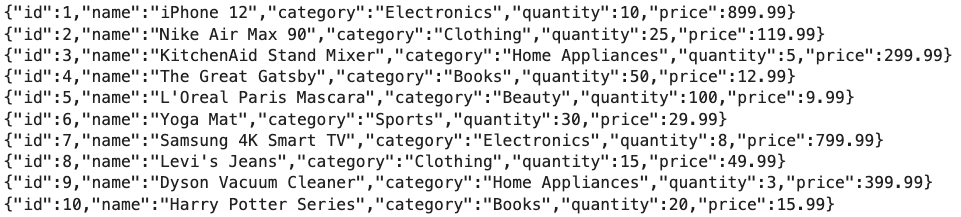 {"id":1,"name":"iPhone 12","category":"Electronics","quantity":10,"price":899.99}
{"id":2,"name":"Nike Air Max 90","category":"Clothing","quantity":25,"price":119.99}
{"id":3,"name":"KitchenAid Stand Mixer","category":"Home Appliances","quantity":5,"price":299.99}
{"id":4,"name":"The Great Gatsby","category":"Books","quantity":50,"price":12.99}
{"id":5,"name":"L'Oreal Paris Mascara","category":"Beauty","quantity":100,"price":9.99}
{"id":6,"name":"Yoga Mat","category":"Sports","quantity":30,"price":29.99}
{"id":7,"name":"Samsung 4K Smart TV","category":"Electronics","quantity":8,"price":799.99}
{"id":8,"name":"Levi's Jeans","category":"Clothing","quantity":15,"price":49.99}
{"id":9,"name":"Dyson Vacuum Cleaner","category":"Home Appliances","quantity":3,"price":399.99}
{"id":10,"name":"Harry Potter Series","category":"Books","quantity":20,"price":15.99}